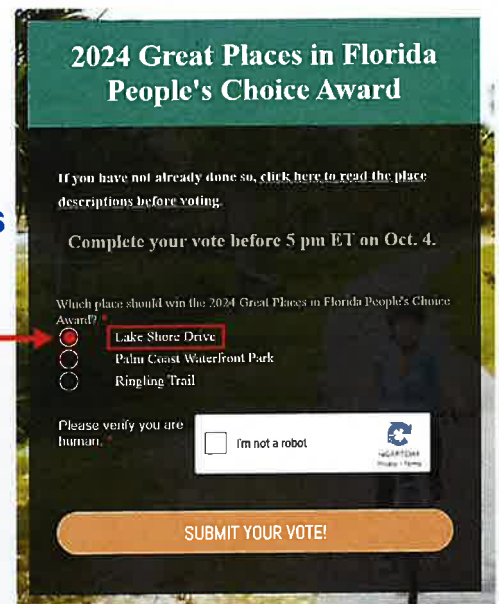 2024 Great Places in Florida
People's Choice Award
If you have not already done so, click here to read the place
descriptions before voting.
Complete your vote before 5 pm ET on Oct. 4.
Which place should win the 2024 Great Places in Florida People's Choice
Award? *
Lake Shore Drive
Palm Coast Waterfront Park
Ringling Trail
Please verify you are
human. *
I'm not a robot
reCAPTCHA
Privacy - Terms
SUBMIT YOUR VOTE!